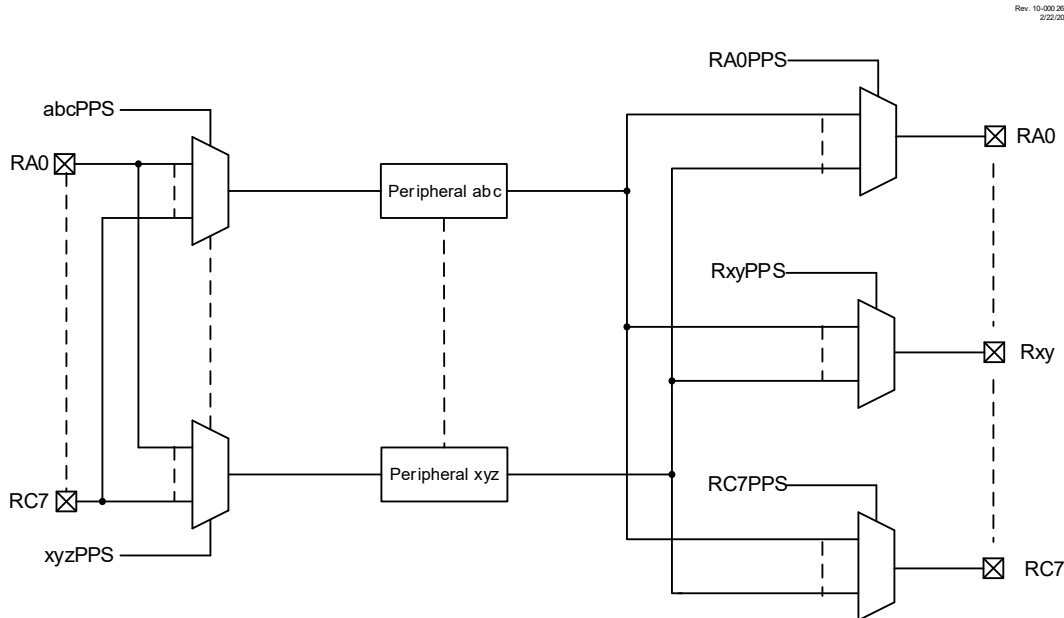 Rev. 10-000 26
2/22/20
RA0PPS
abcPPS
RA0
RA0
Peripheral abc
RxyPPS
Rxy
Peripheral xyz
RC7PPS
RC7
xyzPPS
RC7